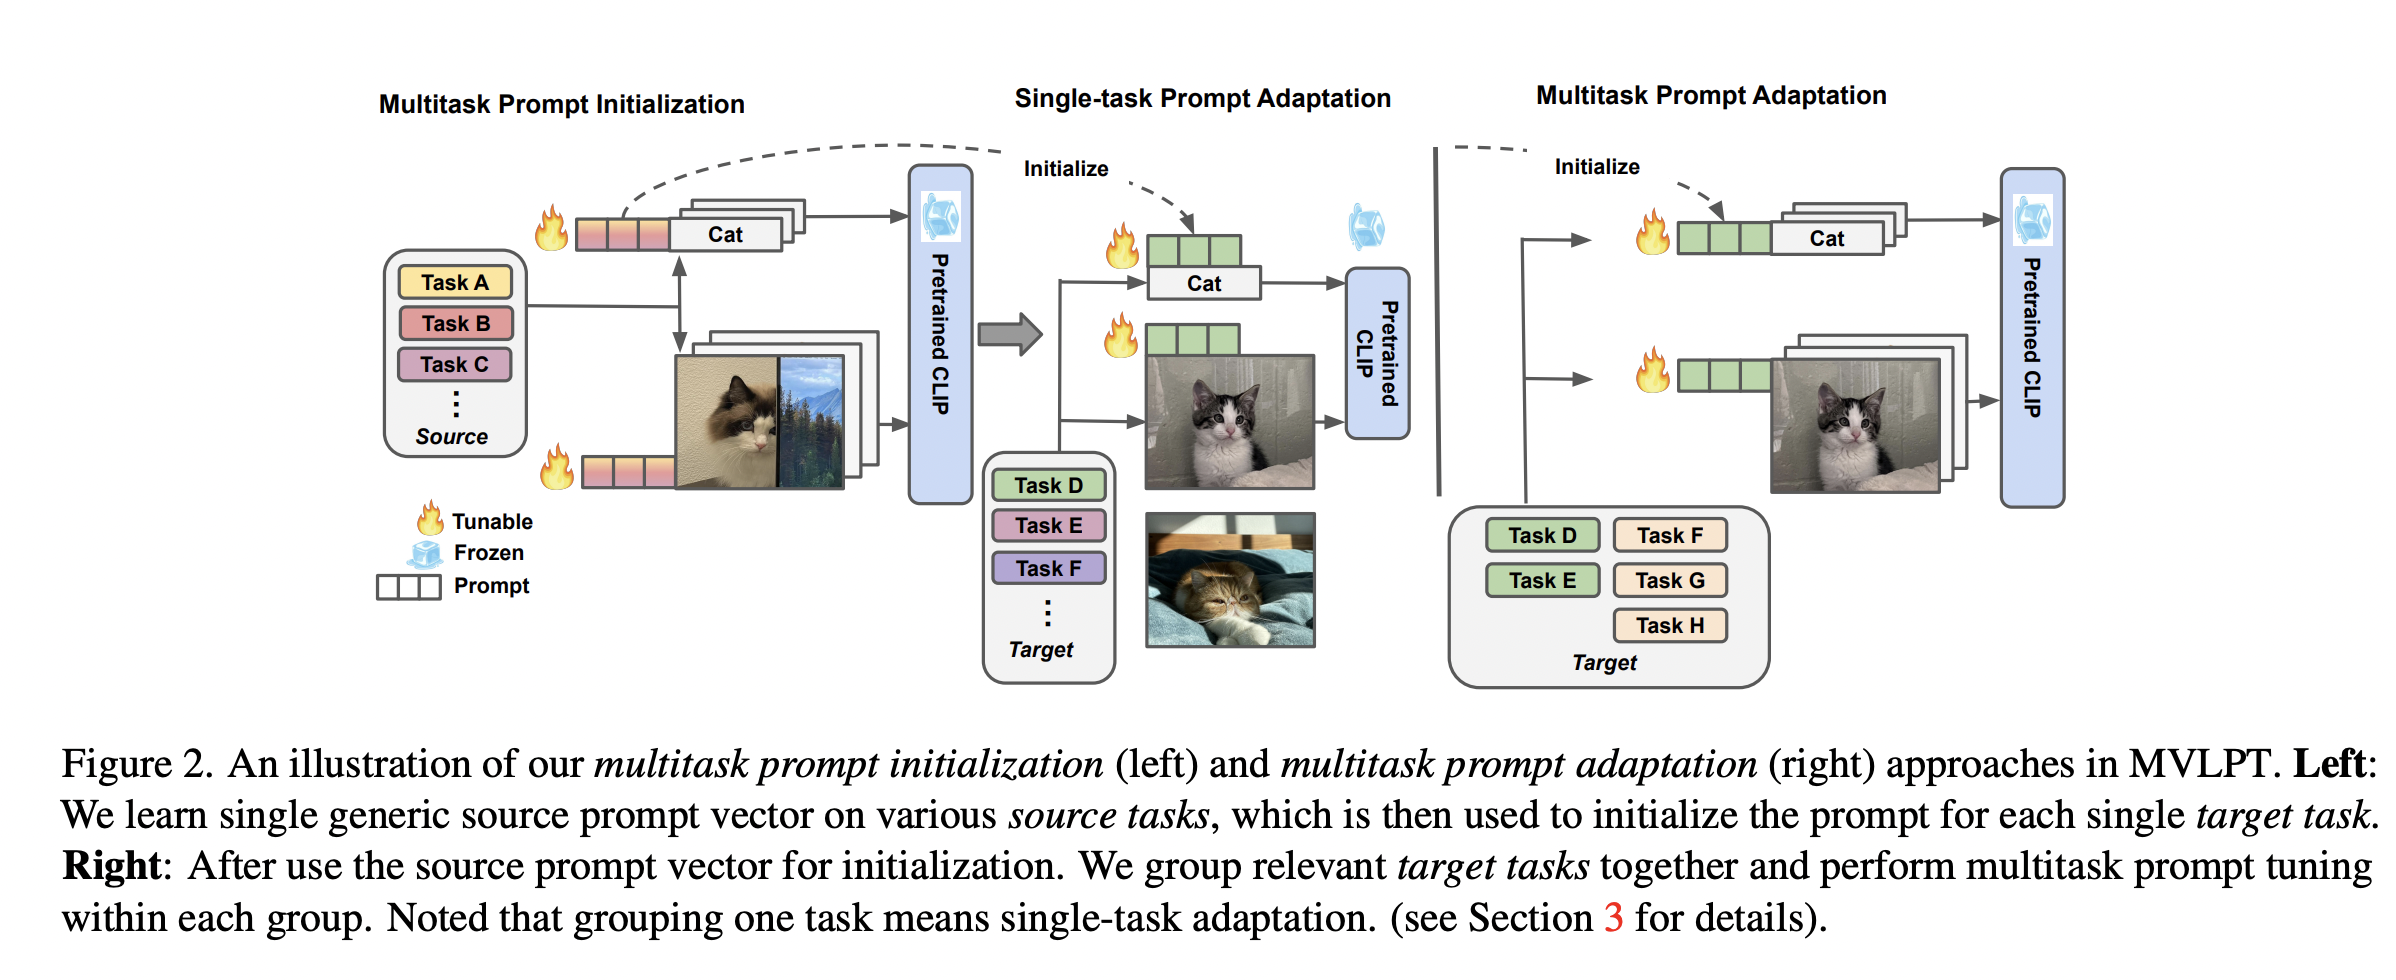 Multitask Prompt Initialization
Single-task Prompt Adaptation
Multitask Prompt Adaptation
Initialize
Initialize
Cat
Cat
Cat
Task A
Task B
Task C
⋮
Source
Pretrained CLIP
Pretrained
CLIP
Pretrained CLIP
Tunable
Frozen
Prompt
Task D
Task E
Task F
⋮
Target
Task D
Task F
Task E
Task G
Task H
Target
Figure 2. An illustration of our multitask prompt initialization (left) and multitask prompt adaptation (right) approaches in MVLPT. Left:
We learn single generic source prompt vector on various source tasks, which is then used to initialize the prompt for each single target task.
Right: After use the source prompt vector for initialization. We group relevant target tasks together and perform multitask prompt tuning
within each group. Noted that grouping one task means single-task adaptation. (see Section 3 for details).